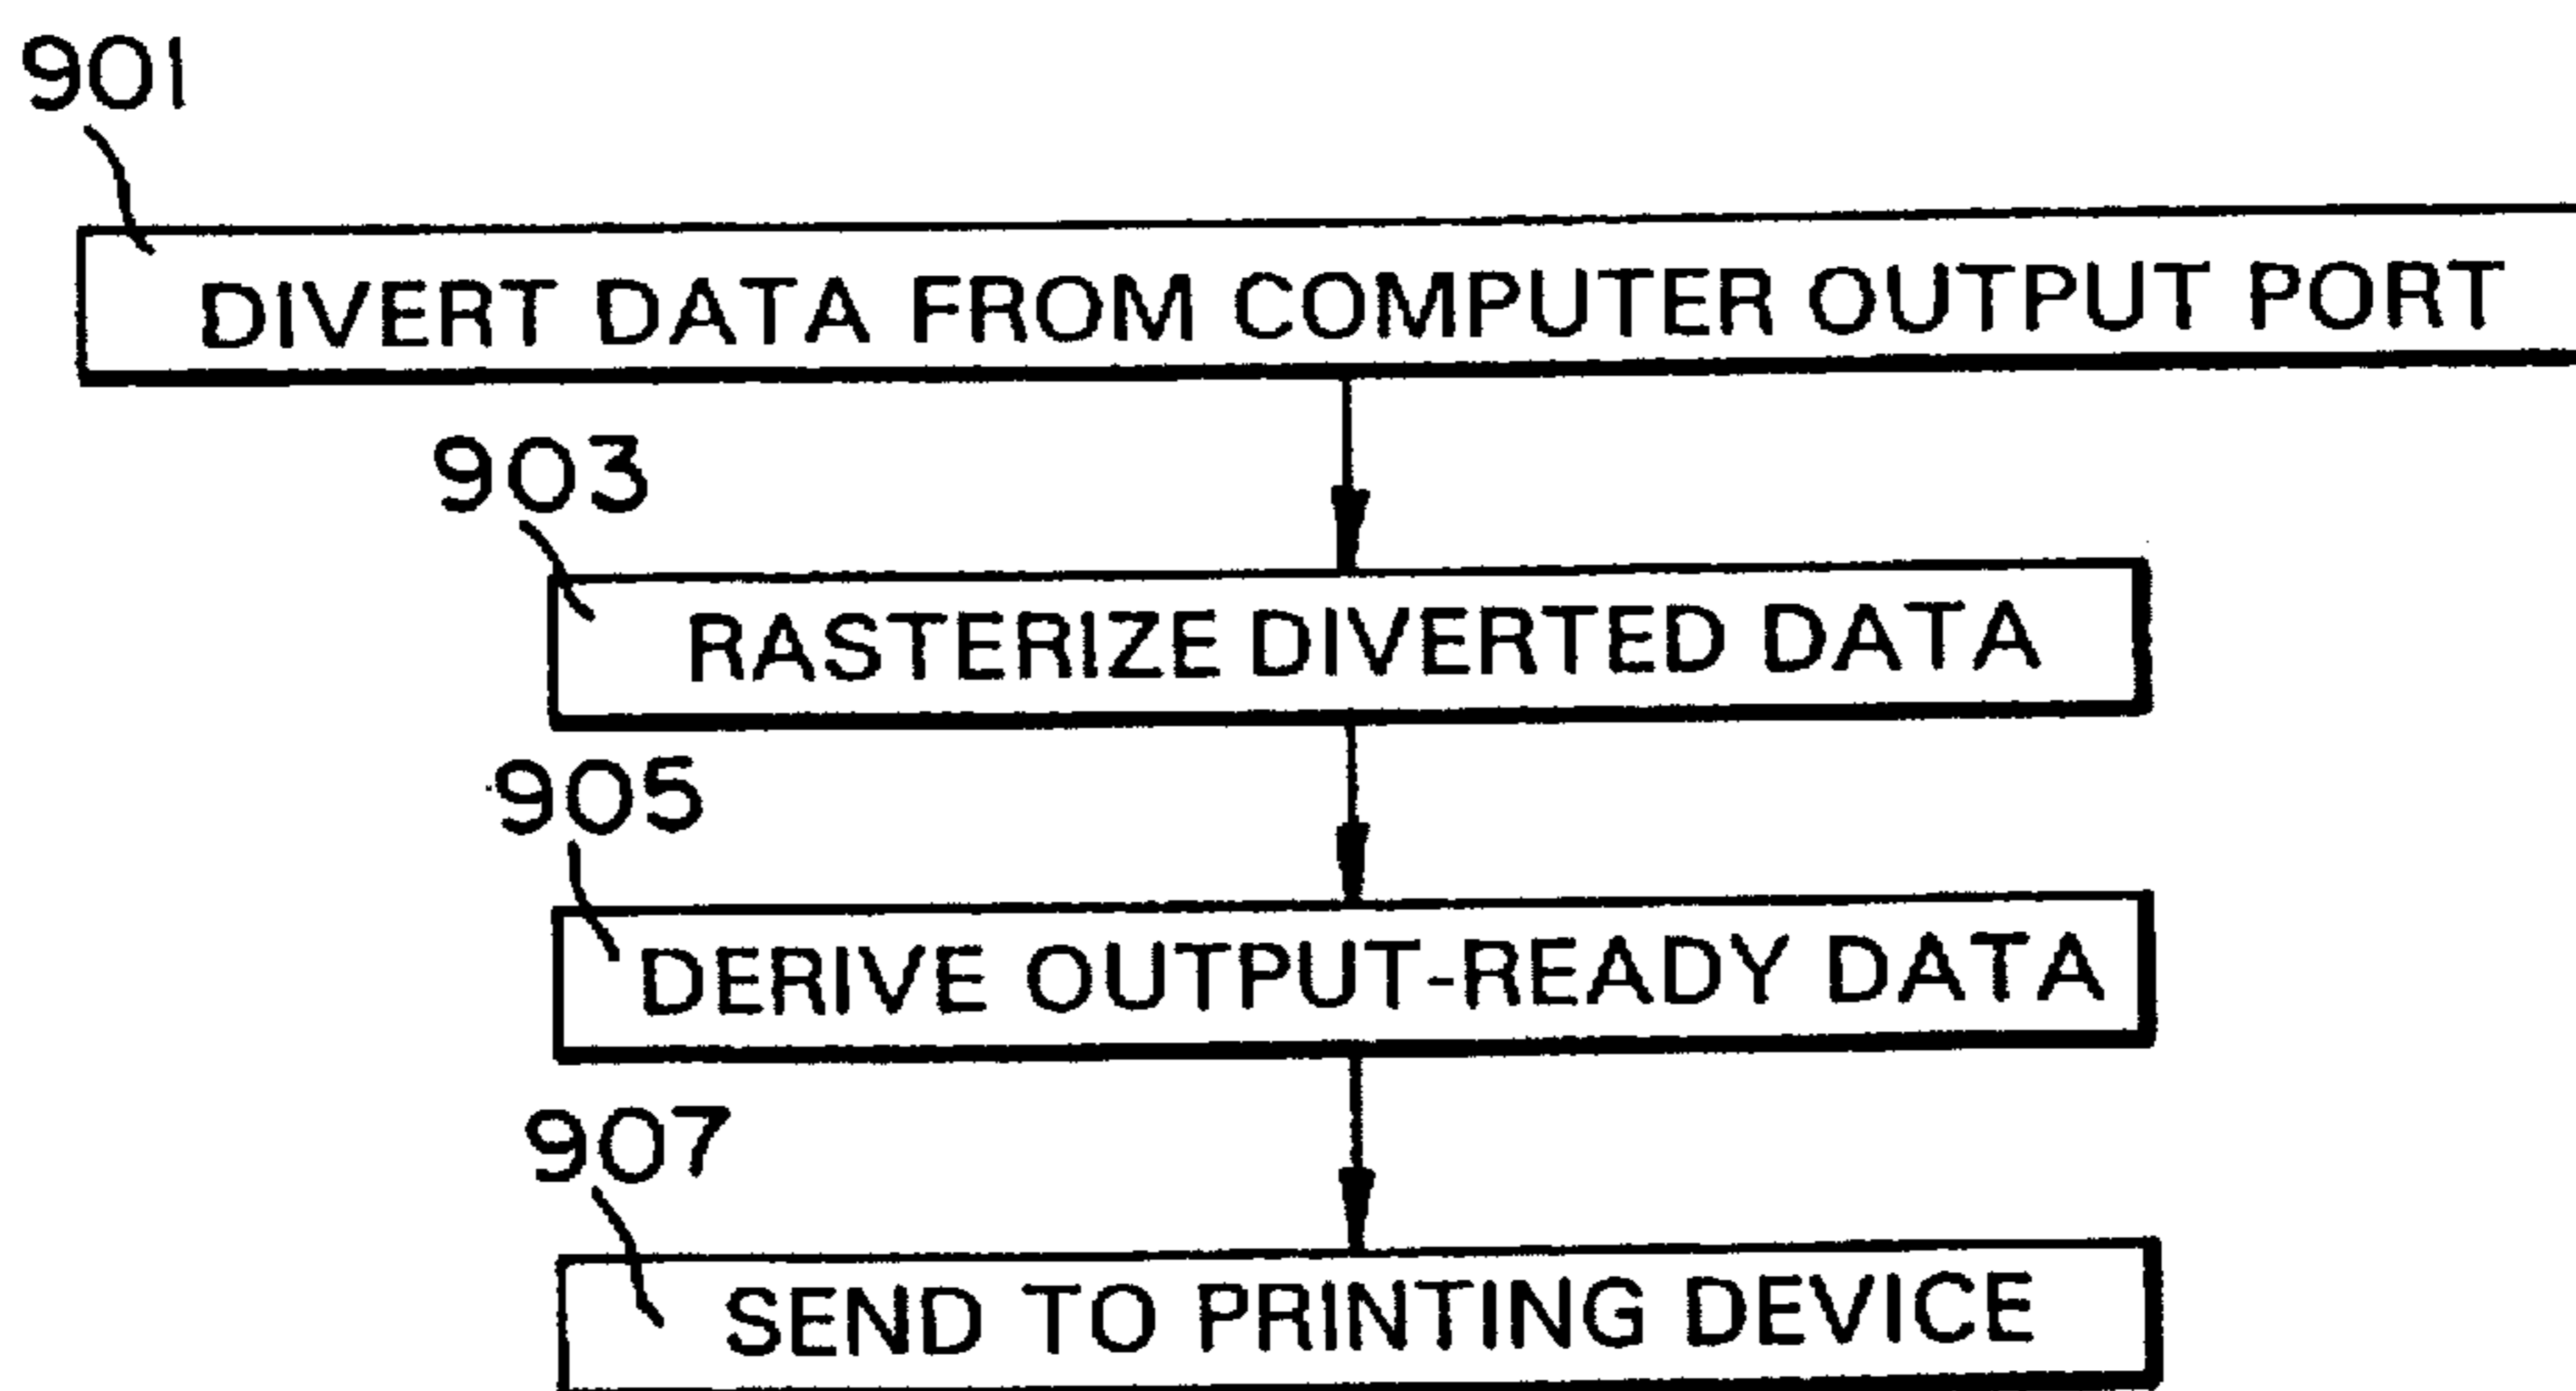 901
DIVERT DATA FROM COMPUTER OUTPUT PORT
903
RASTERIZE DIVERTED DATA
905
DERIVE OUTPUT-READY DATA
907
SEND TO PRINTING DEVICE